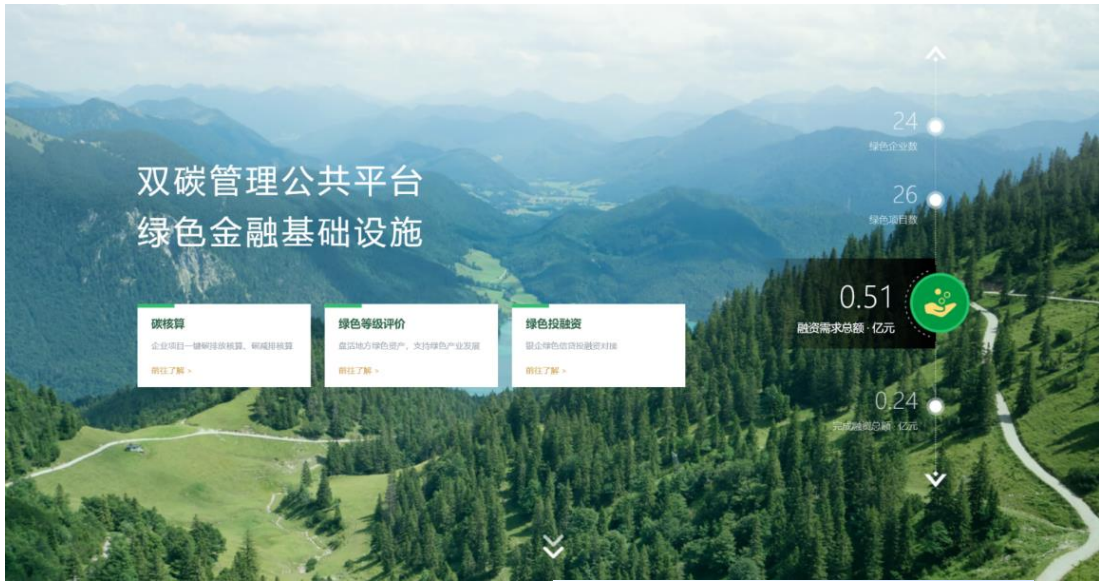 双碳管理公共平台
绿色金融基础设施
碳核算
企业项目一键碳排放核算、碳减排核算
前往了解 >
绿色等级评价
盘活地方绿色资产，支持绿色产业发展
前往了解 >
绿色投融资
银企绿色信贷投融资对接
前往了解 >
24
绿色企业数
26
绿色项目数
0.51
融资需求总额 · 亿元
0.24
完成融资总额 · 亿元